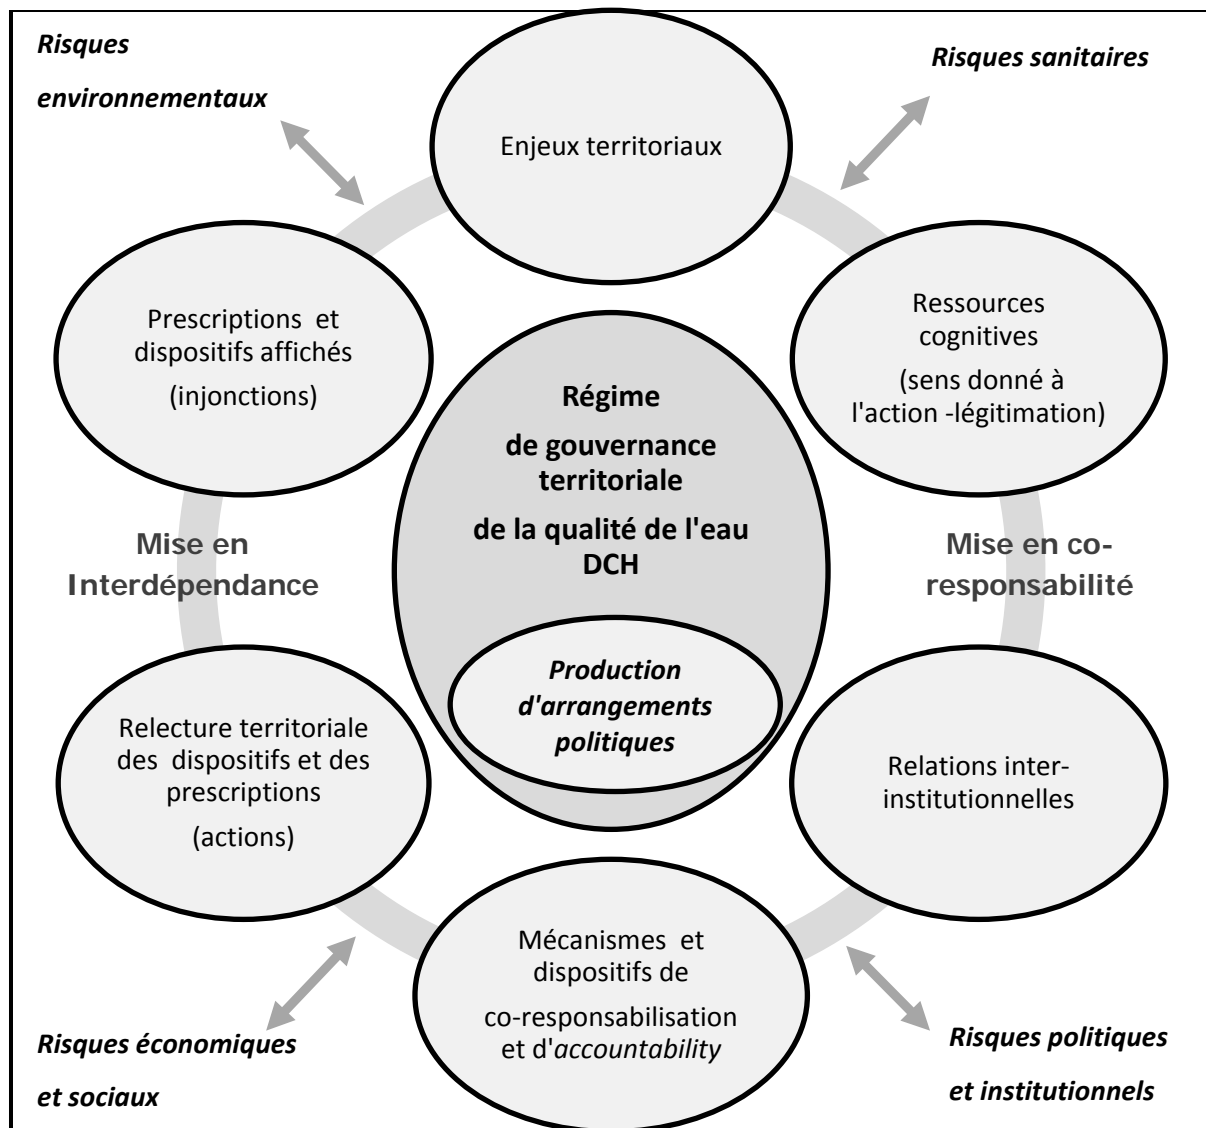 Risques
environnementaux
Risques sanitaires
Enjeux territoriaux
Prescriptions et
dispositifs affichés
(injonctions)
Ressources
cognitives
(sens donné à
l'action -légitimation)
Régime
de gouvernance
territoriale
de la qualité de l'eau
DCH
Mise en
Interdépendance
Mise en co-
responsabilité
Production
d'arrangements
politiques
Relecture territoriale
des dispositifs et des
prescriptions
(actions)
Relations inter-
institutionnelles
Mécanismes et
dispositifs de
co-responsabilisation
et d'accountability
Risques économiques
et sociaux
Risques politiques
et institutionnels